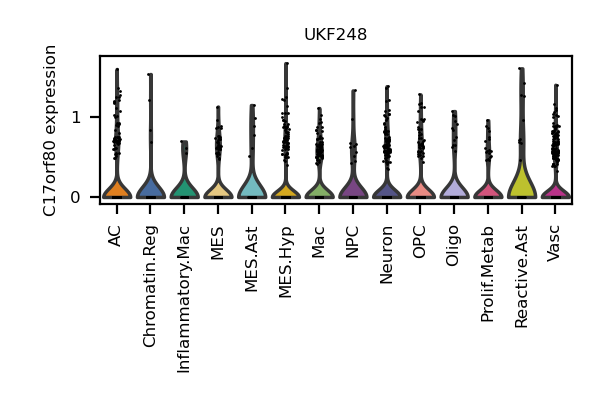 UKF248
C17orf80 expression
1
0
AC
Chromatin.Reg
Inflammatory.Mac
MES
MES.Ast
MES.Hyp
Mac
NPC
Neuron
OPC
Oligo
Prolif.Metab
Reactive.Ast
Vasc